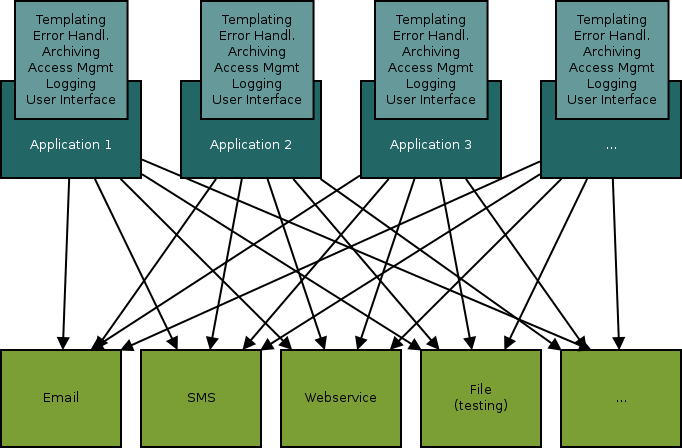 Templating
Error Handl.
Archiving
Access Mgmt
Logging
User Interface
Application 1
Templating
Error Handl.
Archiving
Access Mgmt
Logging
User Interface
Application 2
Templating
Error Handl.
Archiving
Access Mgmt
Logging
User Interface
Application 3
Templating
Error Handl.
Archiving
Access Mgmt
Logging
User Interface
...
Email
SMS
Webservice
File
(testing)
...